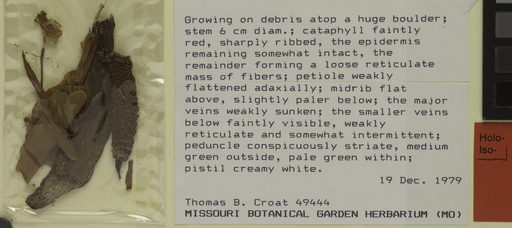 Growing on debris atop a huge boulder;
stem 6 cm diam.; cataphyll faintly
red, sharply ribbed, the epidermis
remaining somewhat intact, the
remainder forming a loose reticulate
mass of fibers; petiole weakly
flattened adaxially; midrib flat
above, slightly paler below; the major
veins weakly sunken; the smaller veins
below faintly visible, weakly
reticulate and somewhat intermittent;
peduncle conspicuously striate, medium
green outside, pale green within;
pistil creamy white.
19 Dec. 1979
Thomas B. Croat 49444
MISSOURI BOTANICAL GARDEN HERBARIUM (MO)
Holo-
Iso-